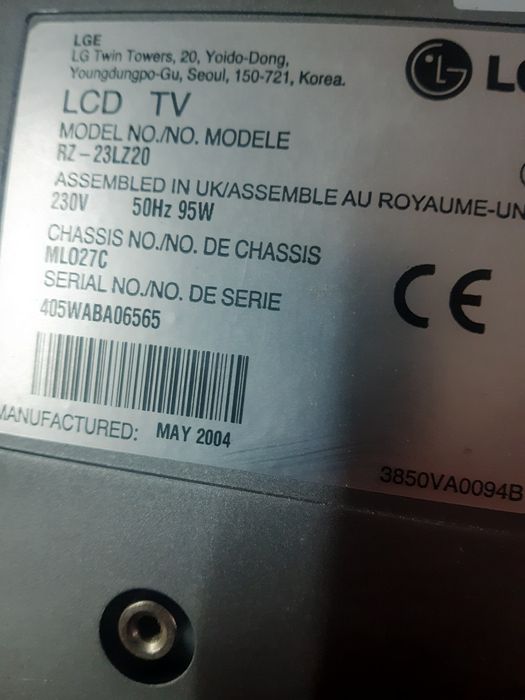 LGE
LG Twin Towers, 20, Yoido-Dong,
Youngdungpo-Gu, Seoul, 150-721, Korea.
LG
LCD TV
MODEL NO./NO. MODELE
RZ-23LZ20
ASSEMBLED IN UK/ASSEMBLE AU ROYAUME-UN
230V 50Hz 95W
CHASSIS NO./NO. DE CHASSIS
ML027C
SERIAL NO./NO. DE SERIE
405WABA06565
CE
MANUFACTURED: MAY 2004
3850VA0094B